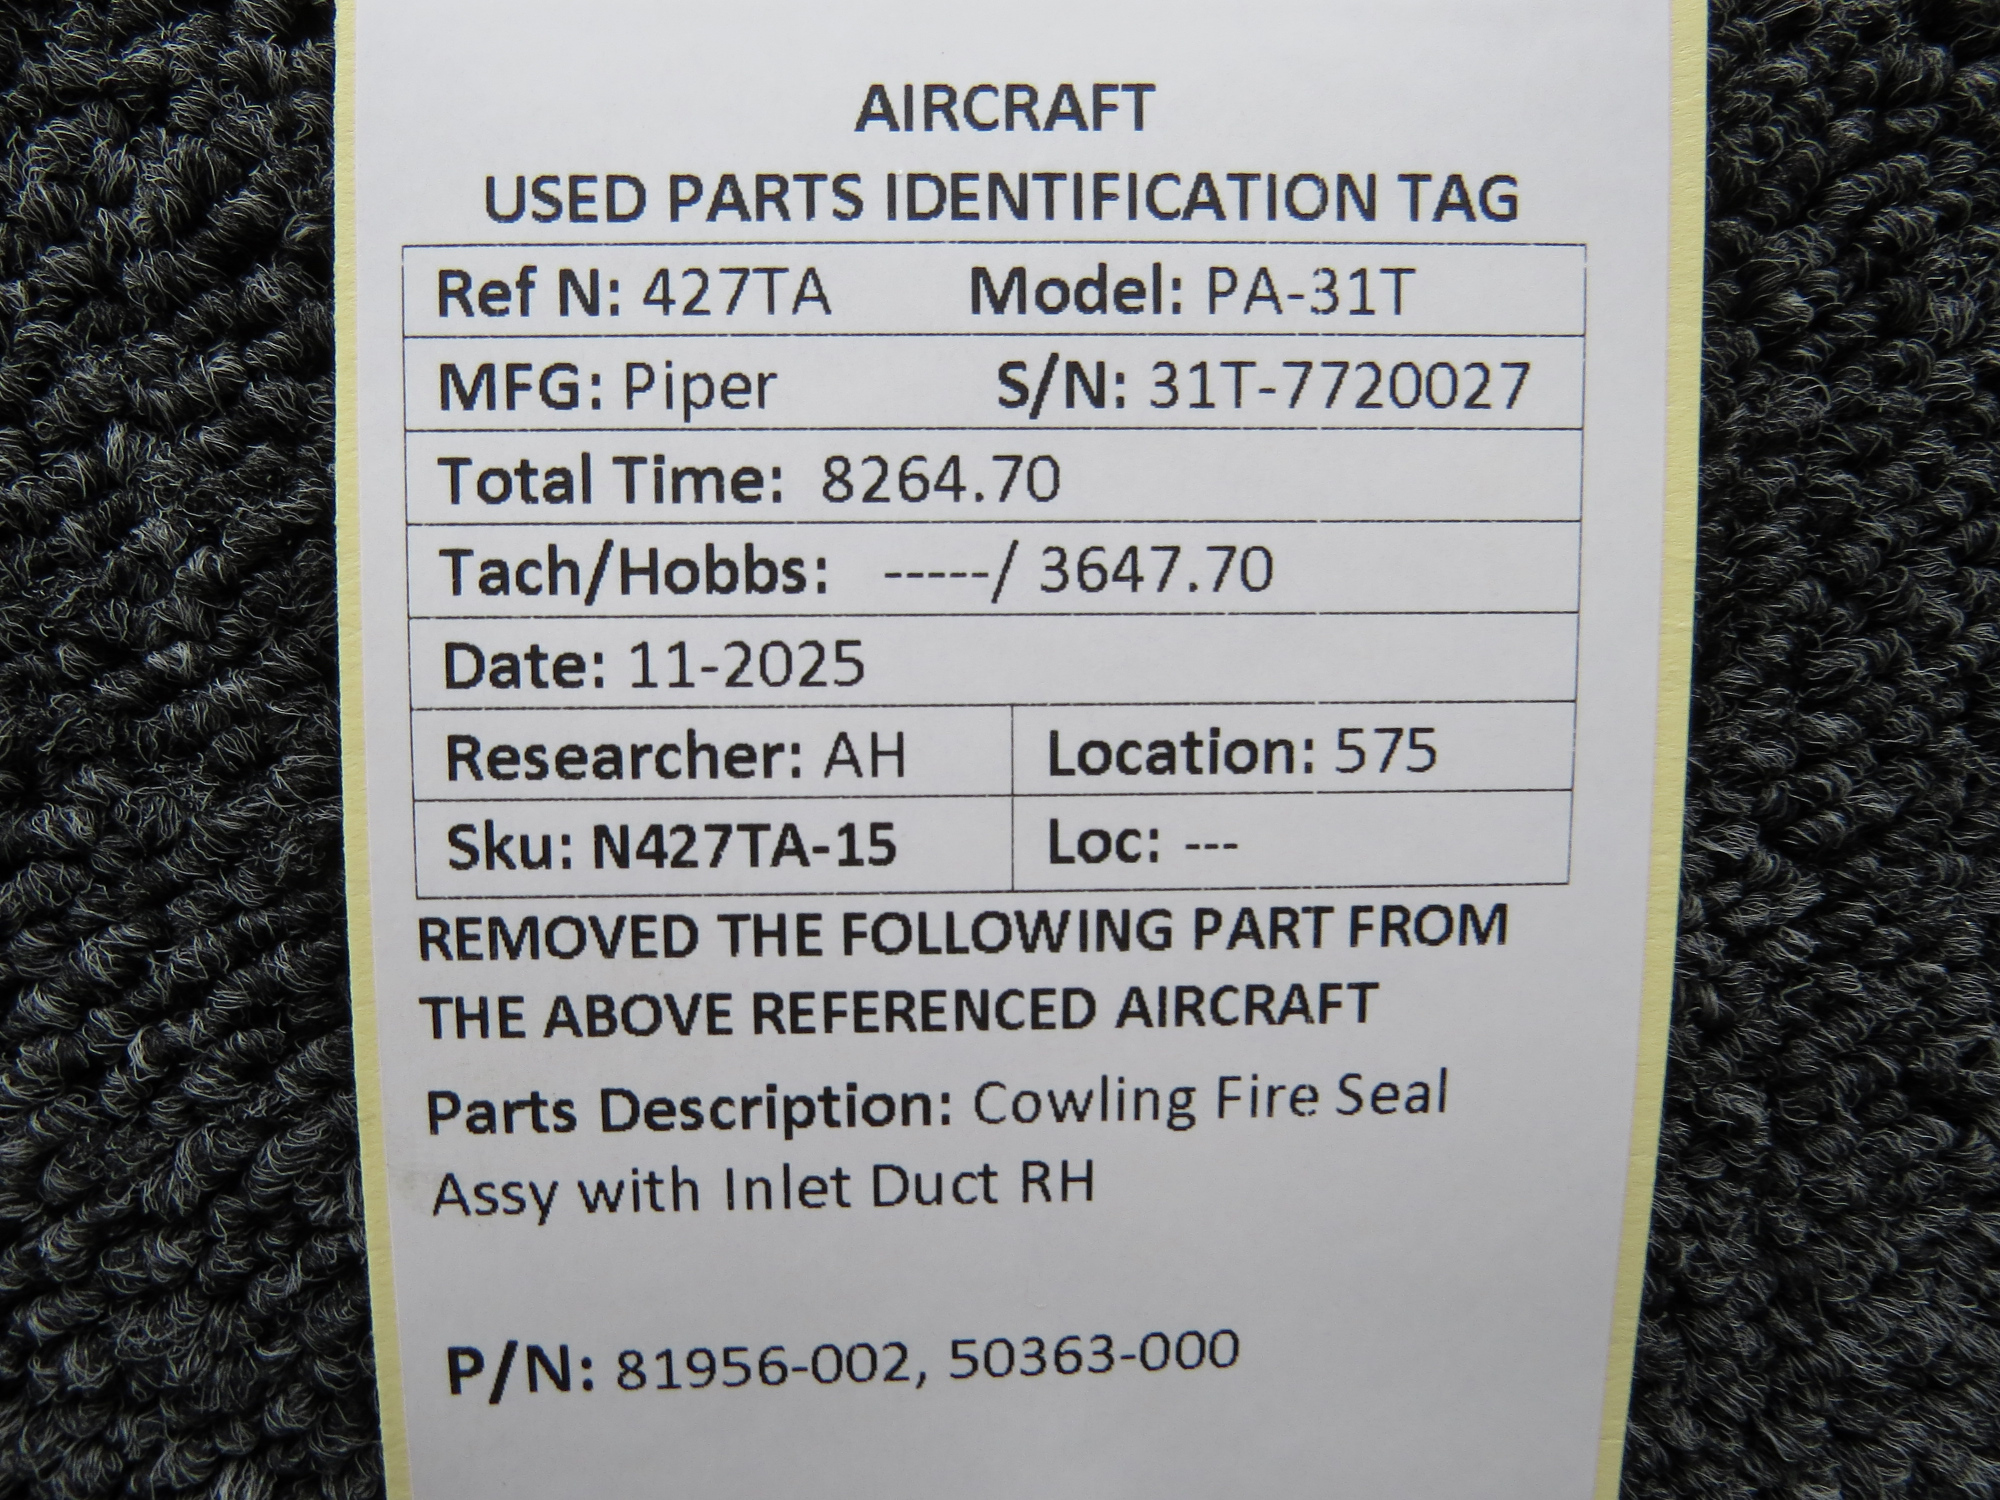 AIRCRAFT
USED PARTS IDENTIFICATION TAG
Ref N: 427TA Model: PA-31T
MFG: Piper S/N: 31T-7720027
Total Time: 8264.70
Tach/Hobbs: -----/ 3647.70
Date: 11-2025
Researcher: AH Location: 575
Sku: N427TA-15 Loc: ---
REMOVED THE FOLLOWING PART FROM
THE ABOVE REFERENCED AIRCRAFT
Parts Description: Cowling Fire Seal
Assy with Inlet Duct RH
P/N: 81956-002, 50363-000